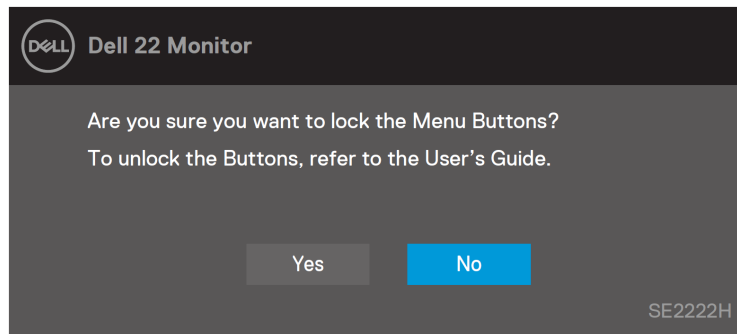 DELL
Dell 22 Monitor
Are you sure you want to lock the Menu Buttons?
To unlock the Buttons, refer to the User’s Guide.
Yes
No
SE2222H